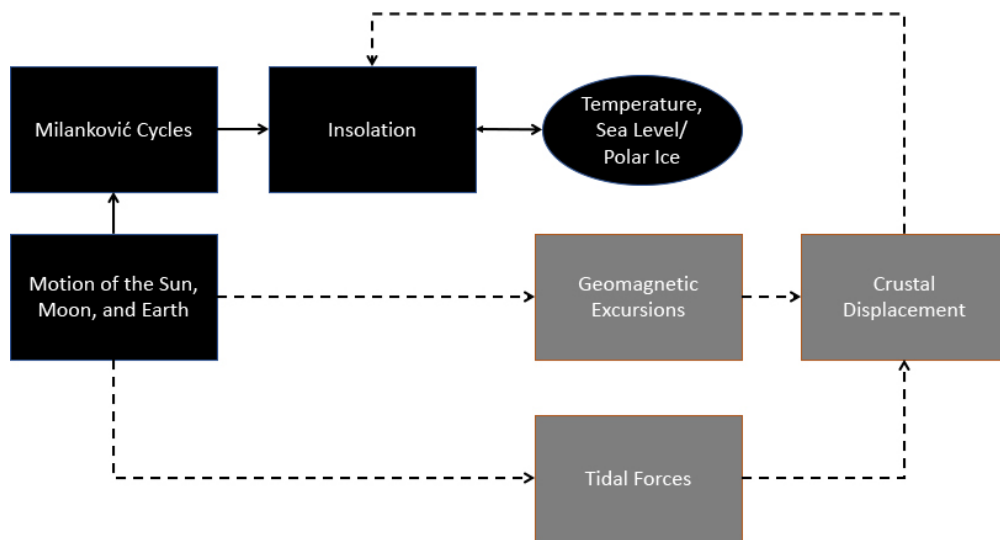 Milanković Cycles
Insolation
Temperature,
Sea Level/
Polar Ice
Motion of the Sun,
Moon, and Earth
Geomagnetic
Excursions
Crustal
Displacement
Tidal Forces